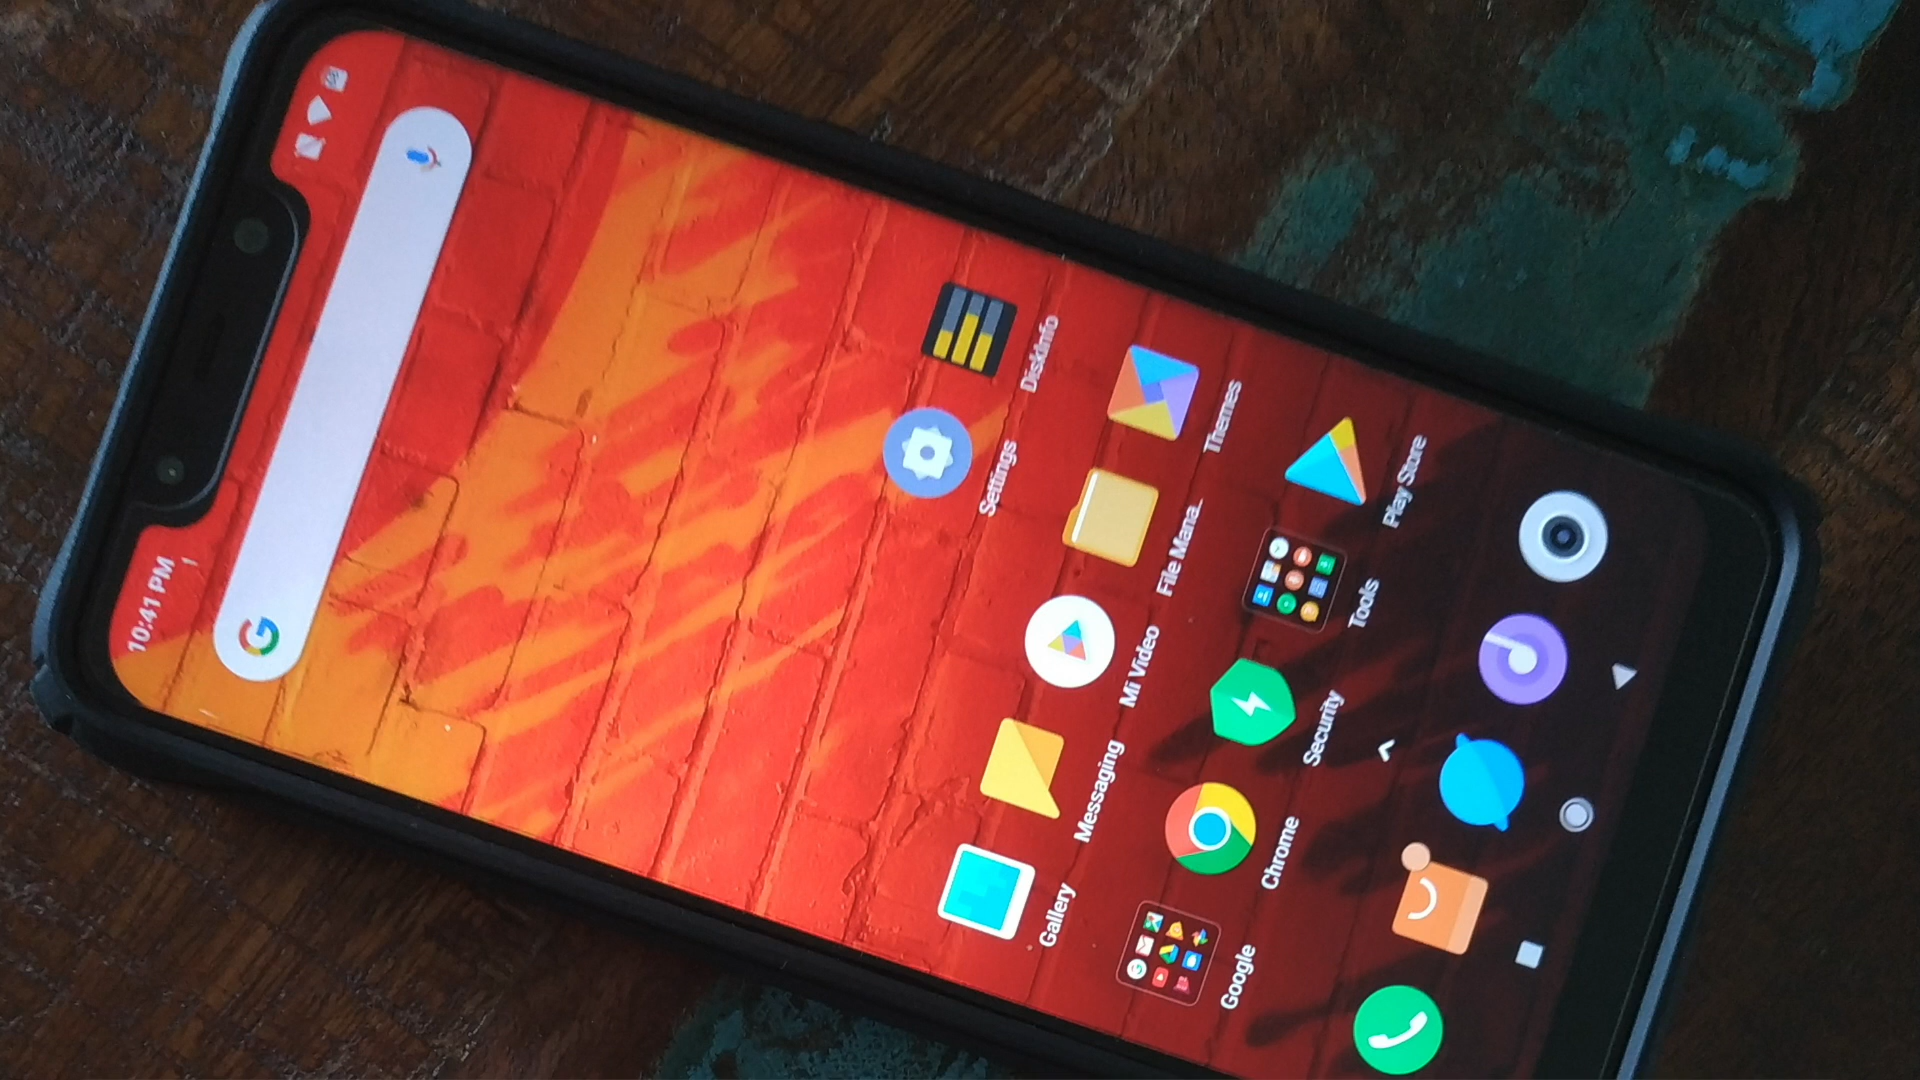 10:41 PM
Settings
DiskInfo
Gallery
Messaging
Mi Video
File Mana..
Themes
Google
Chrome
Security
Tools
Play Store